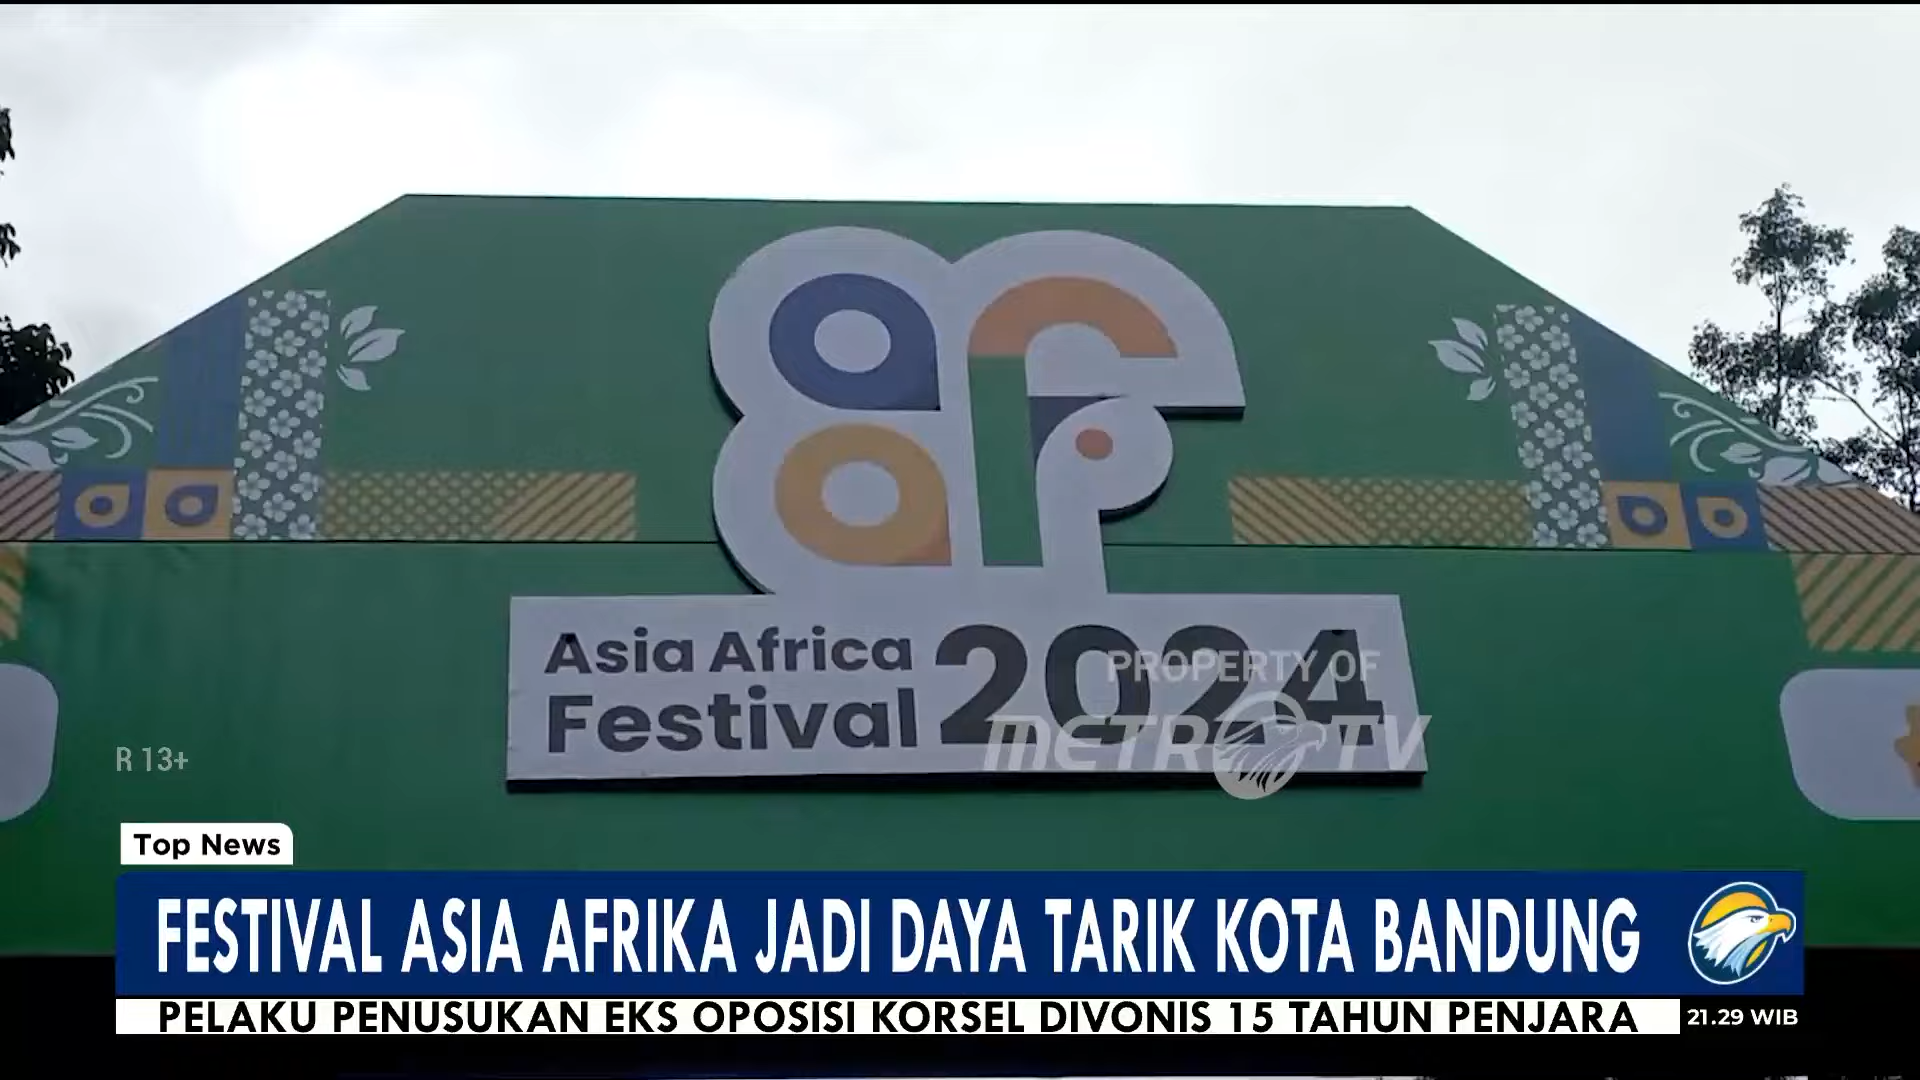 Asia Africa
Festival 2024
PROPERTY OF
METRO TV
R 13+
Top News
FESTIVAL ASIA AFRIKA JADI DAYA TARIK KOTA BANDUNG
PELAKU PENUSUKAN EKS OPOSISI KORSEL DIVONIS 15 TAHUN PENJARA
21.29 WIB